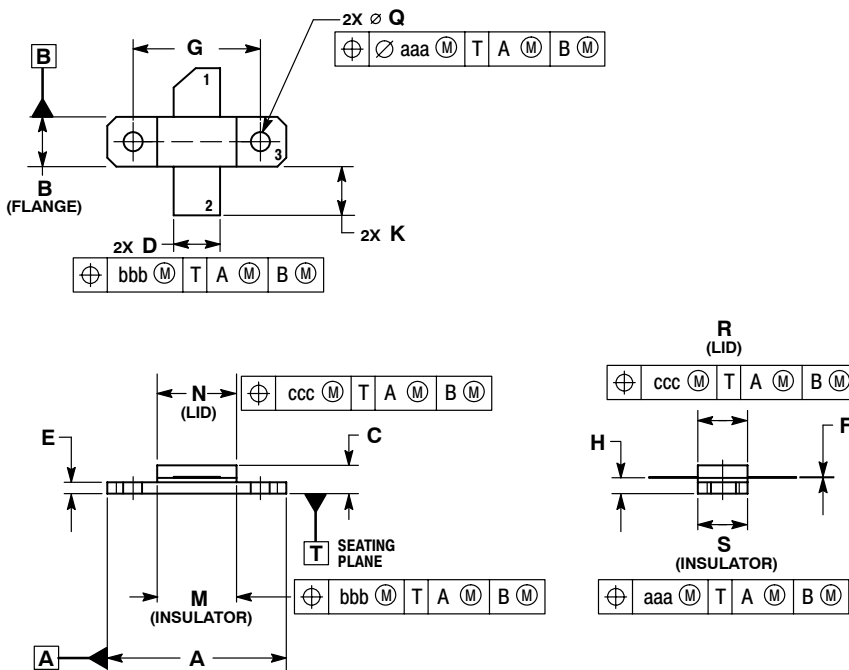 2X ⌀ Q
⌖ ⌀ aaa Ⓜ T A Ⓜ B Ⓜ
G
B
1
3
B
(FLANGE)
2
2X K
2X D
⌖ bbb Ⓜ T A Ⓜ B Ⓜ
N
(LID)
⌖ ccc Ⓜ T A Ⓜ B Ⓜ
E
C
T
SEATING
PLANE
M
(INSULATOR)
⌖ bbb Ⓜ T A Ⓜ B Ⓜ
A
A
R
(LID)
⌖ ccc Ⓜ T A Ⓜ B Ⓜ
H
F
S
(INSULATOR)
⌖ aaa Ⓜ T A Ⓜ B Ⓜ